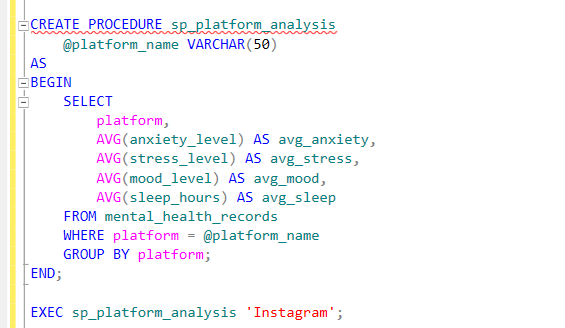 CREATE PROCEDURE sp_platform_analysis
    @platform_name VARCHAR(50)
AS
BEGIN
    SELECT
        platform,
        AVG(anxiety_level) AS avg_anxiety,
        AVG(stress_level) AS avg_stress,
        AVG(mood_level) AS avg_mood,
        AVG(sleep_hours) AS avg_sleep
    FROM mental_health_records
    WHERE platform = @platform_name
    GROUP BY platform;
END;

EXEC sp_platform_analysis 'Instagram';